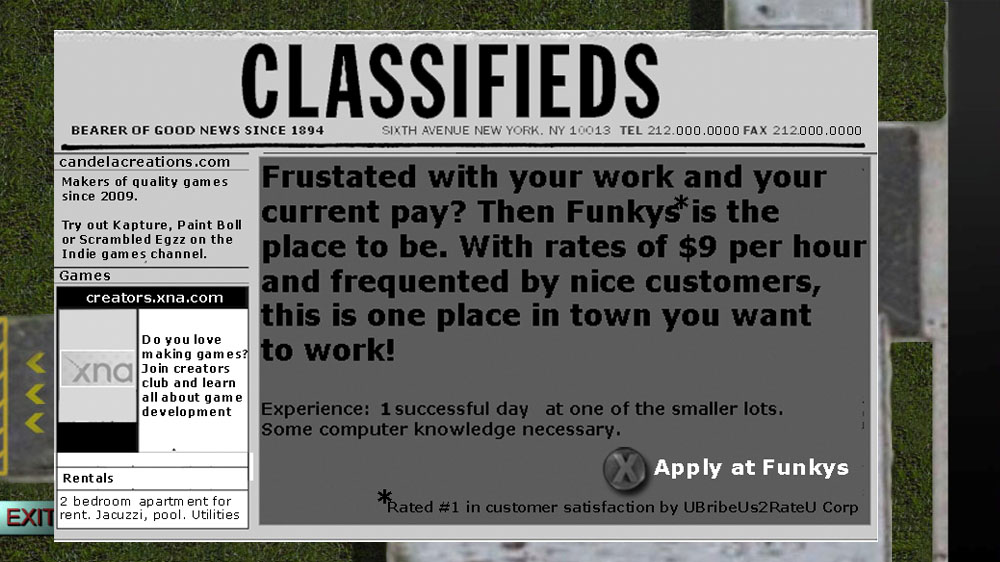 CLASSIFIEDS
BEARER OF GOOD NEWS SINCE 1894
SIXTH AVENUE NEW YORK, NY 10013 TEL 212.000.0000 FAX 212.000.0000
candelacreations.com
Makers of quality games
since 2009.
Try out Kapture, Paint Boll
or Scrambled Egzz on the
Indie games channel.
Games
creators.xna.com
xna
Do you love
making games?
Join creators
club and learn
all about game
development
Rentals
2 bedroom apartment for
rent. Jacuzzi, pool. Utilities
Frustated with your work and your
current pay? Then Funkys* is the
place to be. With rates of $9 per hour
and frequented by nice customers,
this is one place in town you want
to work!
Experience: 1 successful day at one of the smaller lots.
Some computer knowledge necessary.
X Apply at Funkys
*Rated #1 in customer satisfaction by UBribeUs2RateU Corp
EXIT